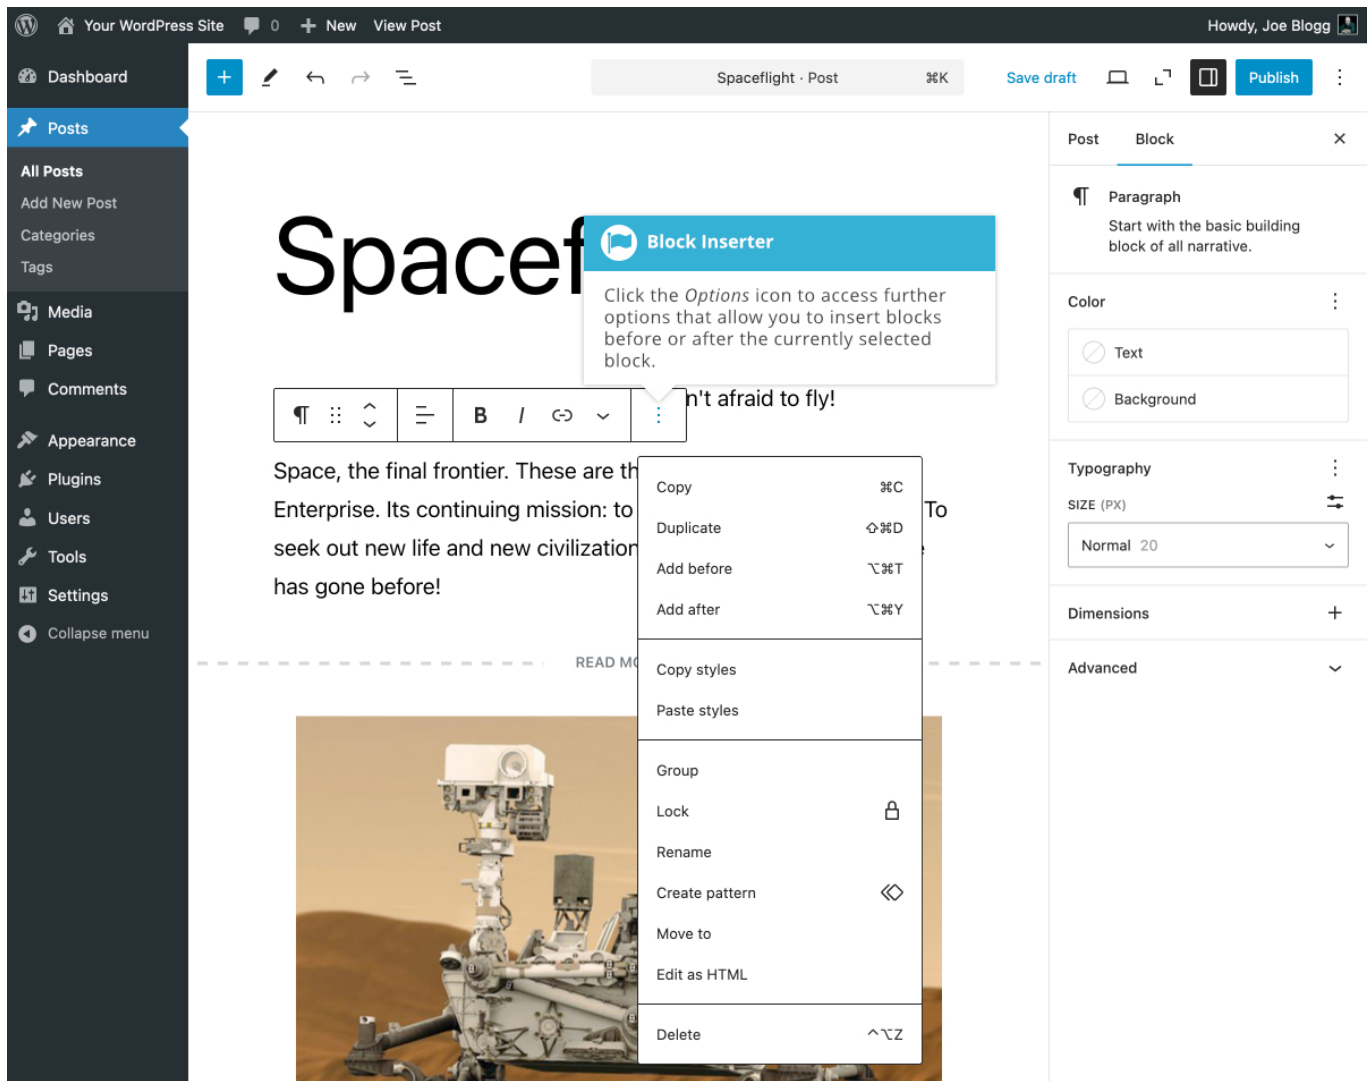 Your WordPress Site 0 New View Post Howdy, Joe Blogg
Dashboard
Posts
All Posts
Add New Post
Categories
Tags
Media
Pages
Comments
Appearance
Plugins
Users
Tools
Settings
Collapse menu
Spaceflight · Post ⌘K Save draft Publish
Spacef
Block Inserter
Click the Options icon to access further
options that allow you to insert blocks
before or after the currently selected
block.
n't afraid to fly!
B I
Space, the final frontier. These are th
Enterprise. Its continuing mission: to To
seek out new life and new civilization
has gone before!
READ MO
Copy ⌘C
Duplicate ⇧⌘D
Add before ⌥⌘T
Add after ⌥⌘Y
Copy styles
Paste styles
Group
Lock
Rename
Create pattern
Move to
Edit as HTML
Delete ^⌥Z
Post Block
Paragraph
Start with the basic building
block of all narrative.
Color
Text
Background
Typography
SIZE (PX)
Normal 20
Dimensions
Advanced